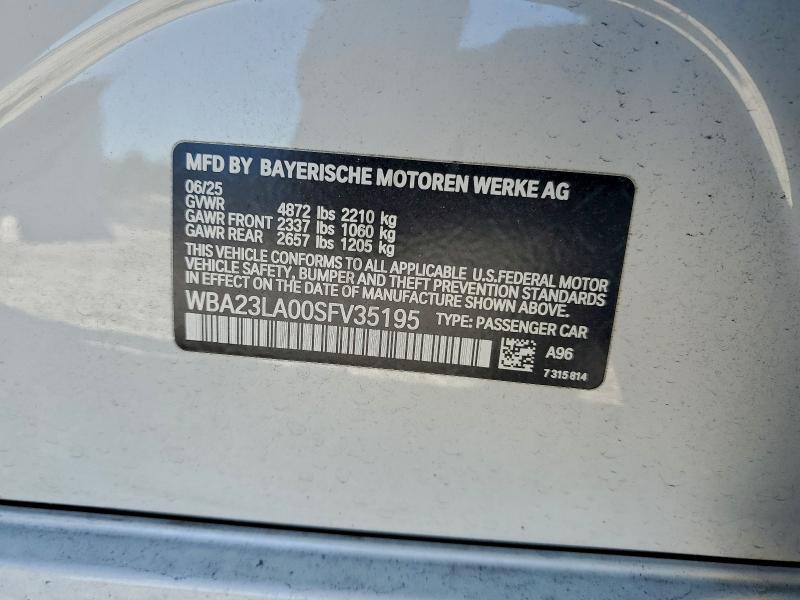 MFD BY BAYERISCHE MOTOREN WERKE AG
06/25
GVWR 4872 lbs 2210 kg
GAWR FRONT 2337 lbs 1060 kg
GAWR REAR 2657 lbs 1205 kg
THIS VEHICLE CONFORMS TO ALL APPLICABLE U.S.FEDERAL MOTOR
VEHICLE SAFETY, BUMPER AND THEFT PREVENTION STANDARDS
IN EFFECT ON THE DATE OF MANUFACTURE SHOWN ABOVE.
WBA23LA00SFV35195 TYPE: PASSENGER CAR
A96
7 315 814